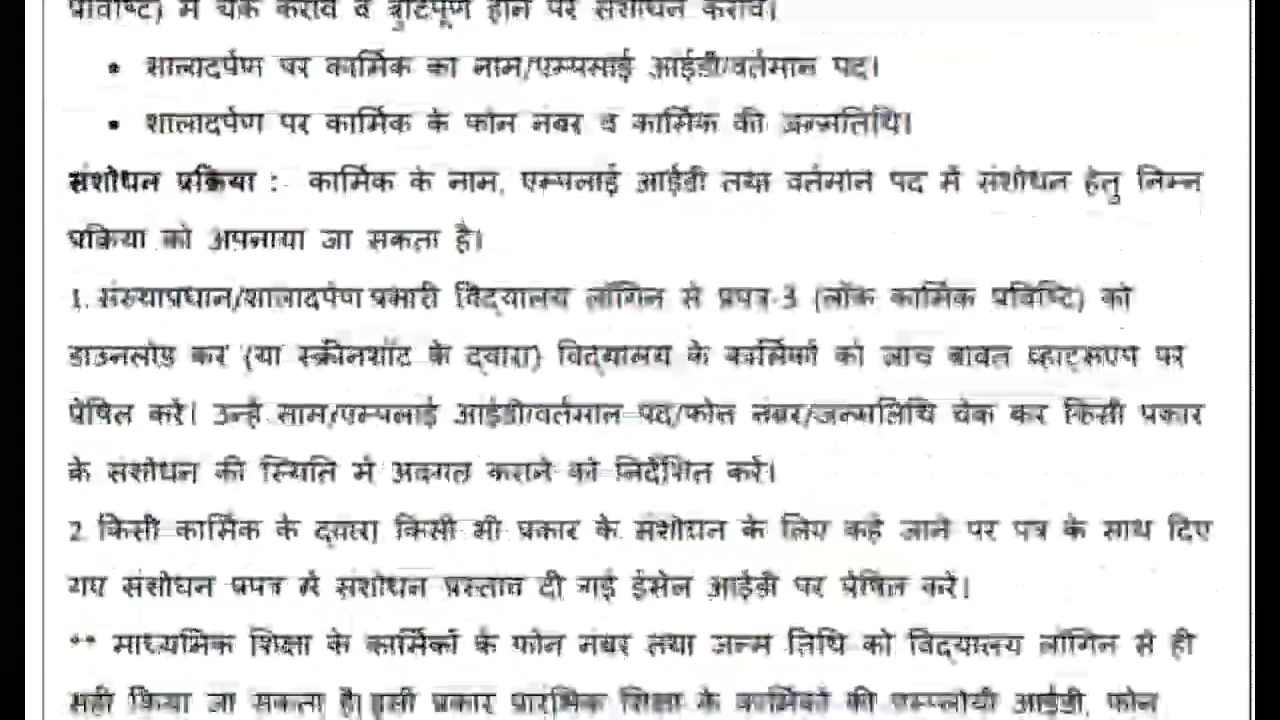 प्रविष्टि) में चेक करावें व त्रुटिपूर्ण होने पर संशोधन करावें।
• शालादर्पण पर कार्मिक का नाम/एम्पलाई आईडी/वर्तमान पद।
• शालादर्पण पर कार्मिक के फोन नंबर व कार्मिक की जन्मतिथि।
संशोधन प्रक्रिया : कार्मिक के नाम, एम्पलाई आईडी तथा वर्तमान पद में संशोधन हेतु निम्न
प्रक्रिया को अपनाया जा सकता है।
1. संस्थाप्रधान/शालादर्पण प्रभारी विद्यालय लॉगिन से प्रपत्र-3 (लॉक कार्मिक प्रविष्टि) को
डाउनलोड कर (या स्क्रीनशॉट के द्वारा) विद्यालय के कार्मिकों को जांच बाबत व्हाट्सएप पर
प्रेषित करें। उन्हें नाम/एम्पलाई आईडी/वर्तमान पद/फोन नंबर/जन्मतिथि चेक कर किसी प्रकार
के संशोधन की स्थिति में अवगत कराने को निर्देशित करें।
2. किसी कार्मिक के द्वारा किसी भी प्रकार के संशोधन के लिए कहे जाने पर पत्र के साथ दिए
गए संशोधन प्रपत्र में संशोधन प्रस्ताव दी गई ईमेल आईडी पर प्रेषित करें।
** माध्यमिक शिक्षा के कार्मिकों के फोन नंबर तथा जन्म तिथि को विद्यालय लॉगिन से ही
सही किया जा सकता है। इसी प्रकार प्रारंभिक शिक्षा के कार्मिकों की एम्प्लोयी आईडी, फोन